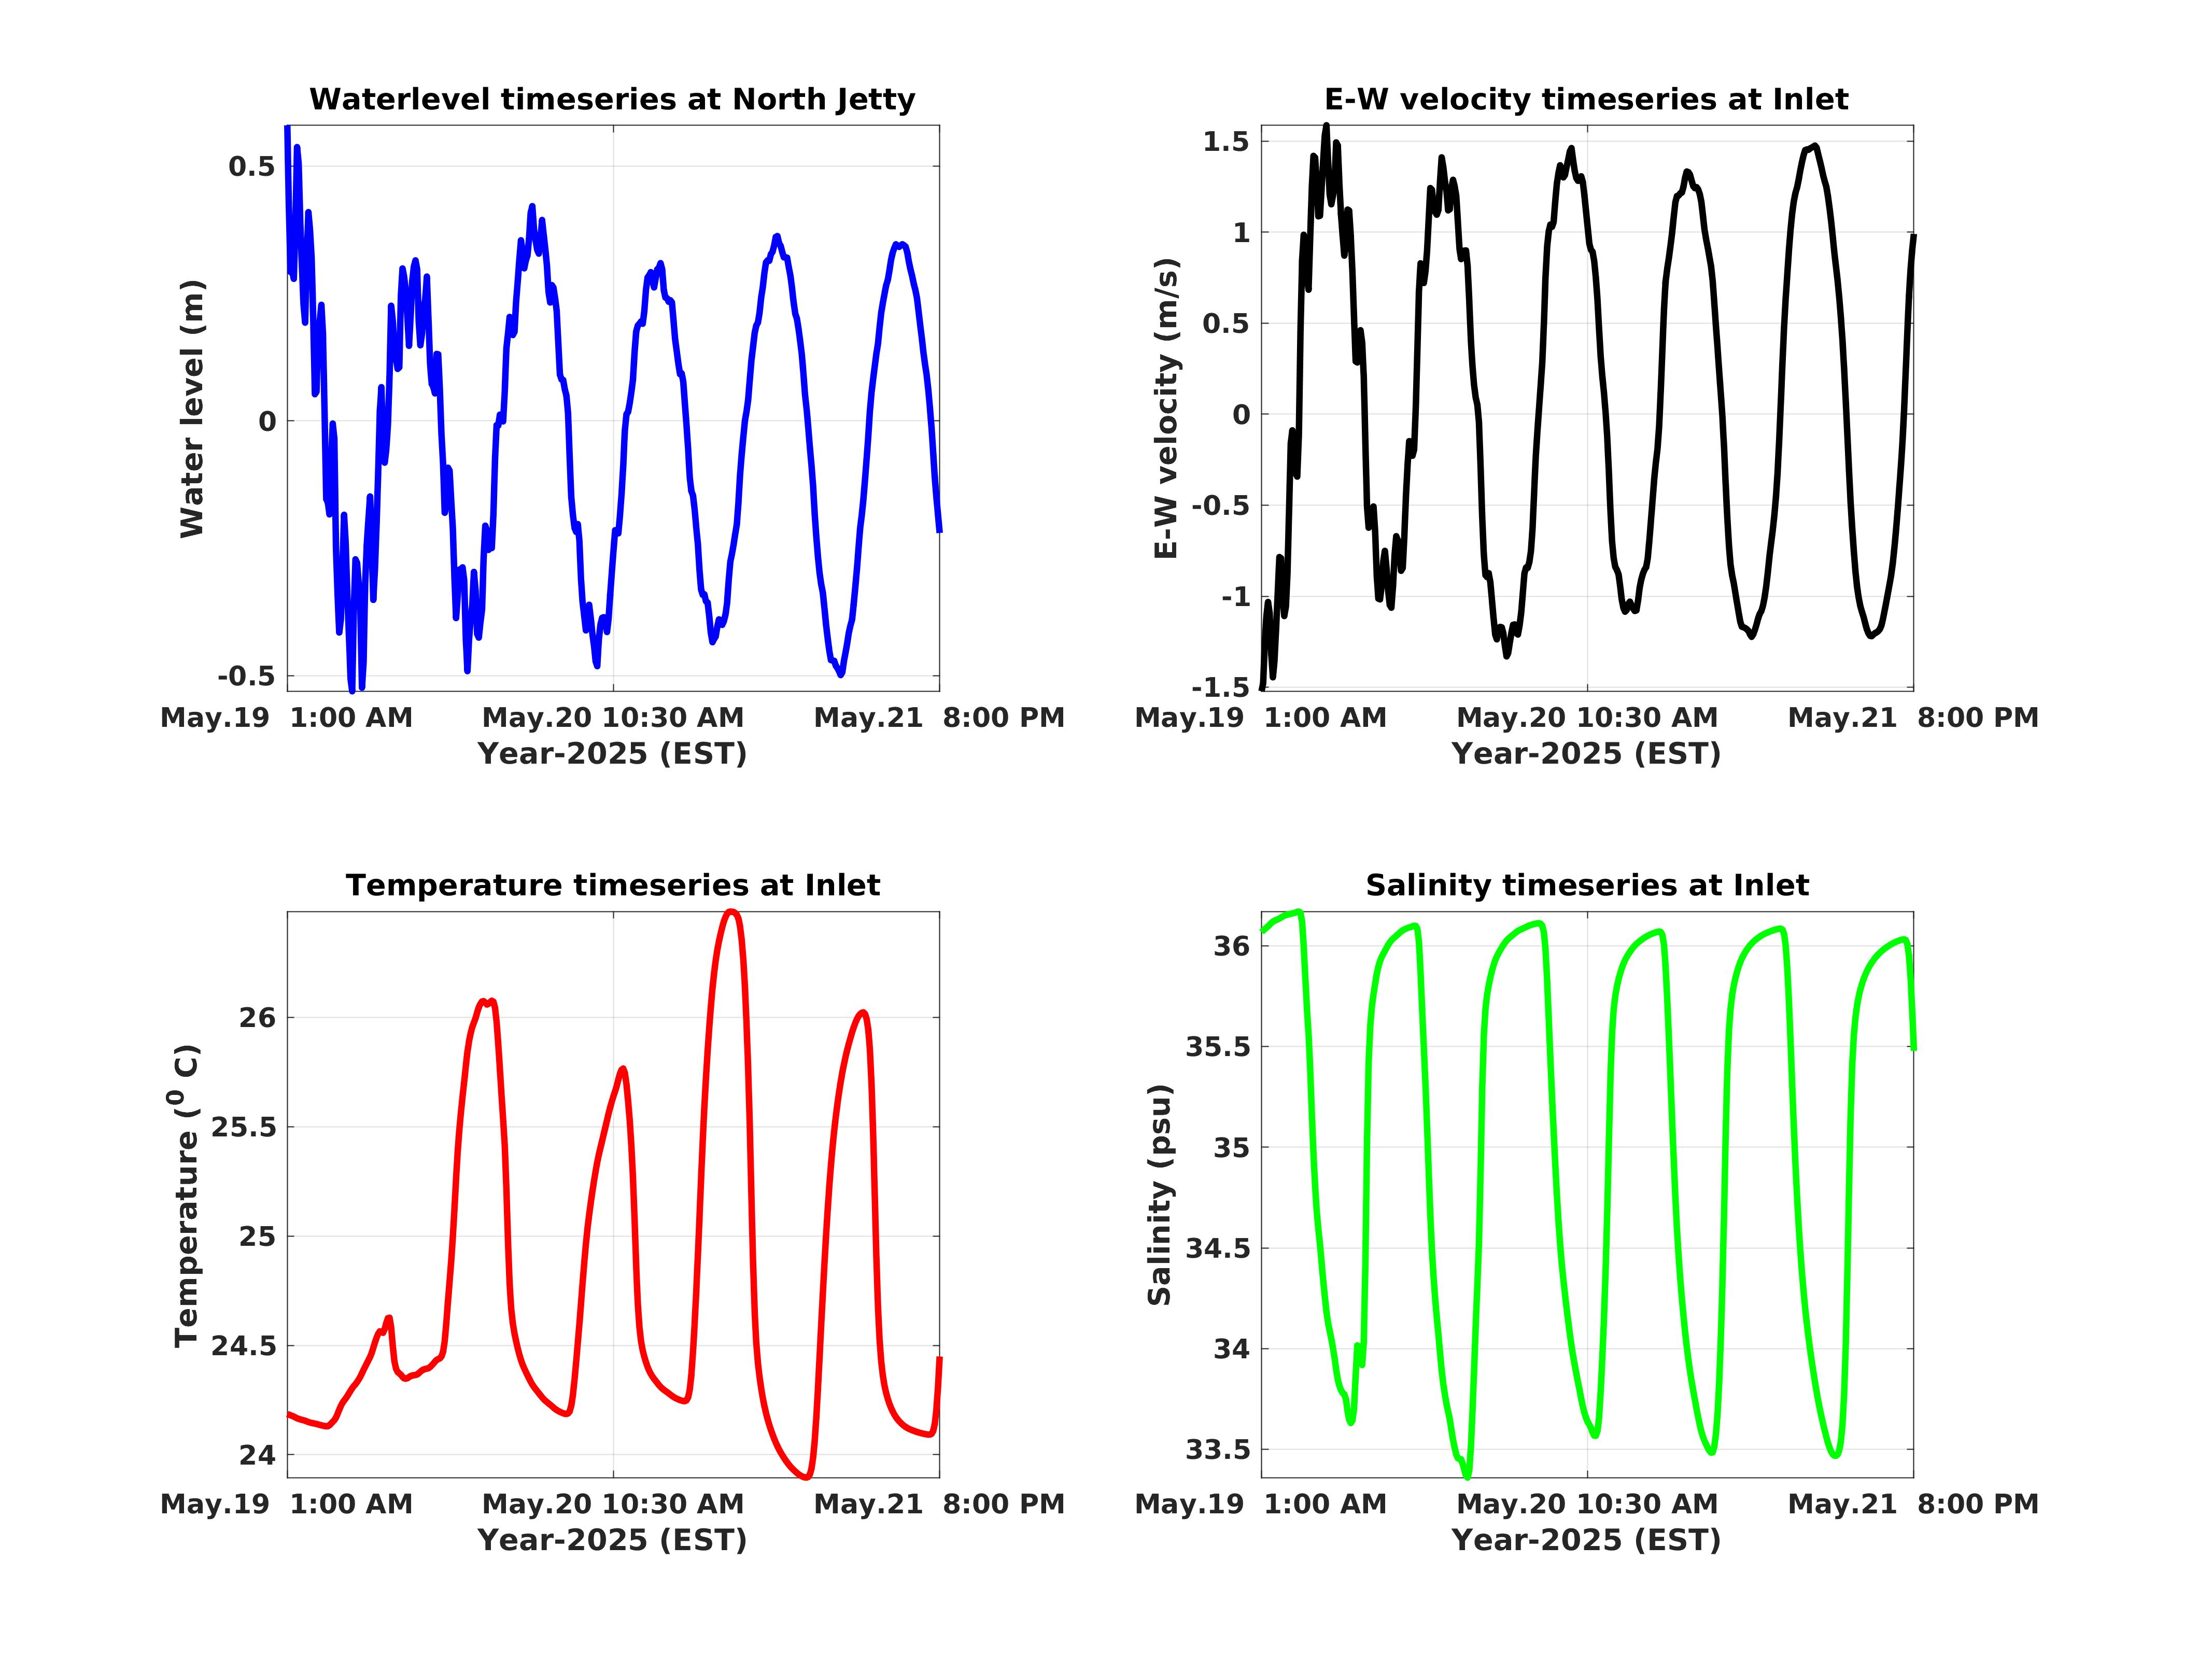 Waterlevel timeseries at North Jetty
0.5
0
-0.5
Water level (m)
May.19 1:00 AM May.20 10:30 AM May.21 8:00 PM
Year-2025 (EST)
E-W velocity timeseries at Inlet
1.5
1
0.5
0
-0.5
-1
-1.5
E-W velocity (m/s)
May.19 1:00 AM May.20 10:30 AM May.21 8:00 PM
Year-2025 (EST)
Temperature timeseries at Inlet
26
25.5
25
24.5
24
Temperature (⁰ C)
May.19 1:00 AM May.20 10:30 AM May.21 8:00 PM
Year-2025 (EST)
Salinity timeseries at Inlet
36
35.5
35
34.5
34
33.5
Salinity (psu)
May.19 1:00 AM May.20 10:30 AM May.21 8:00 PM
Year-2025 (EST)